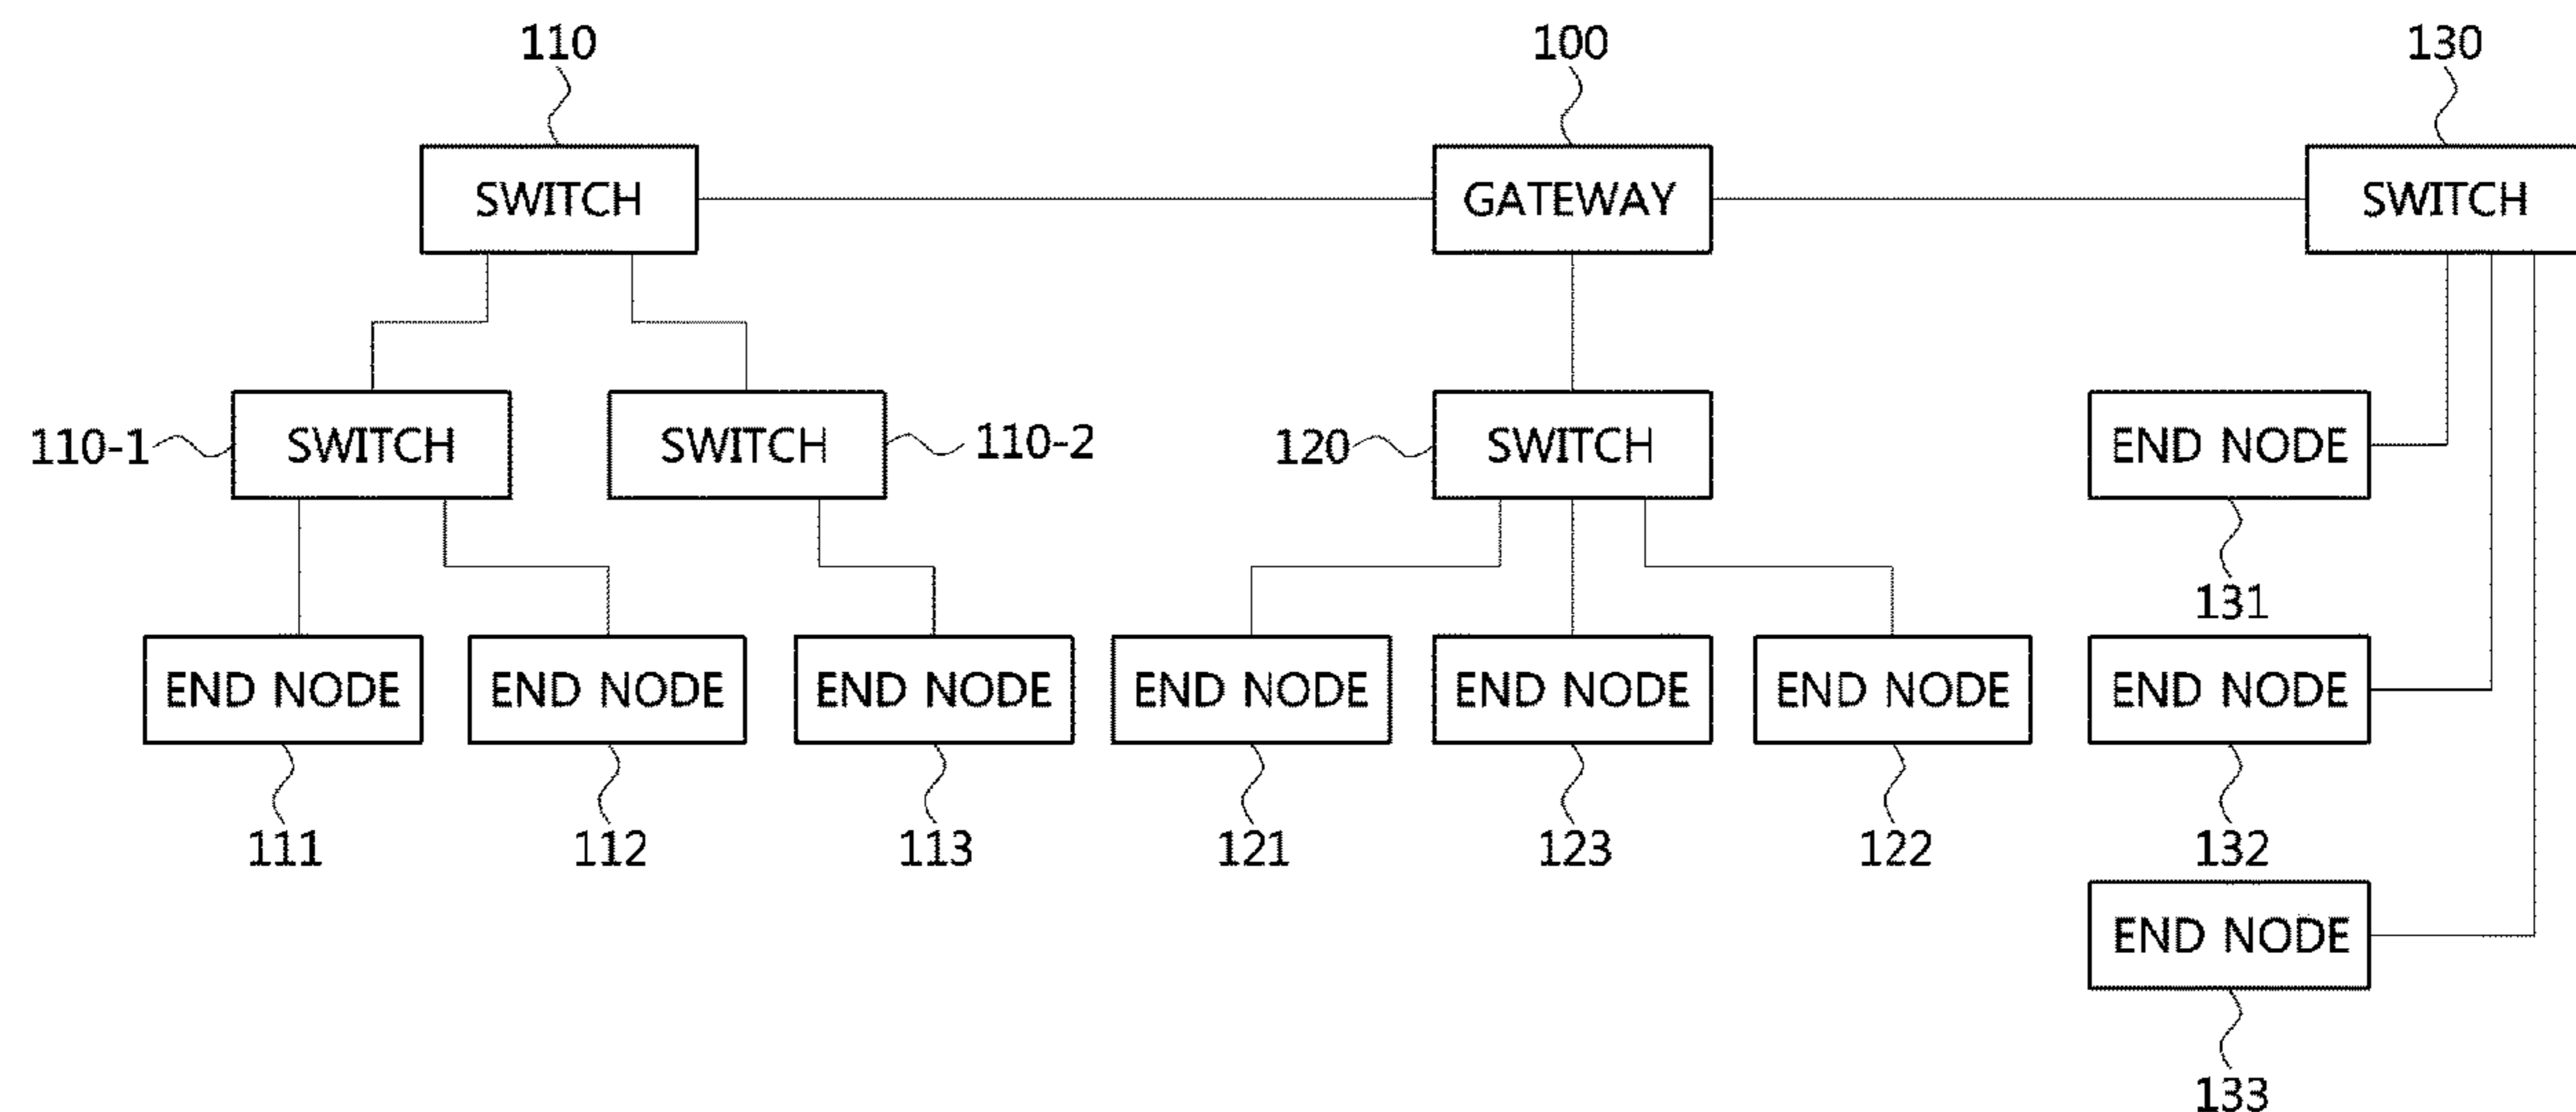 110 100 130
SWITCH GATEWAY SWITCH
110-1 SWITCH SWITCH 110-2 120 SWITCH END NODE
131
END NODE END NODE END NODE END NODE END NODE END NODE END NODE
111 112 113 121 123 122 132
END NODE
133